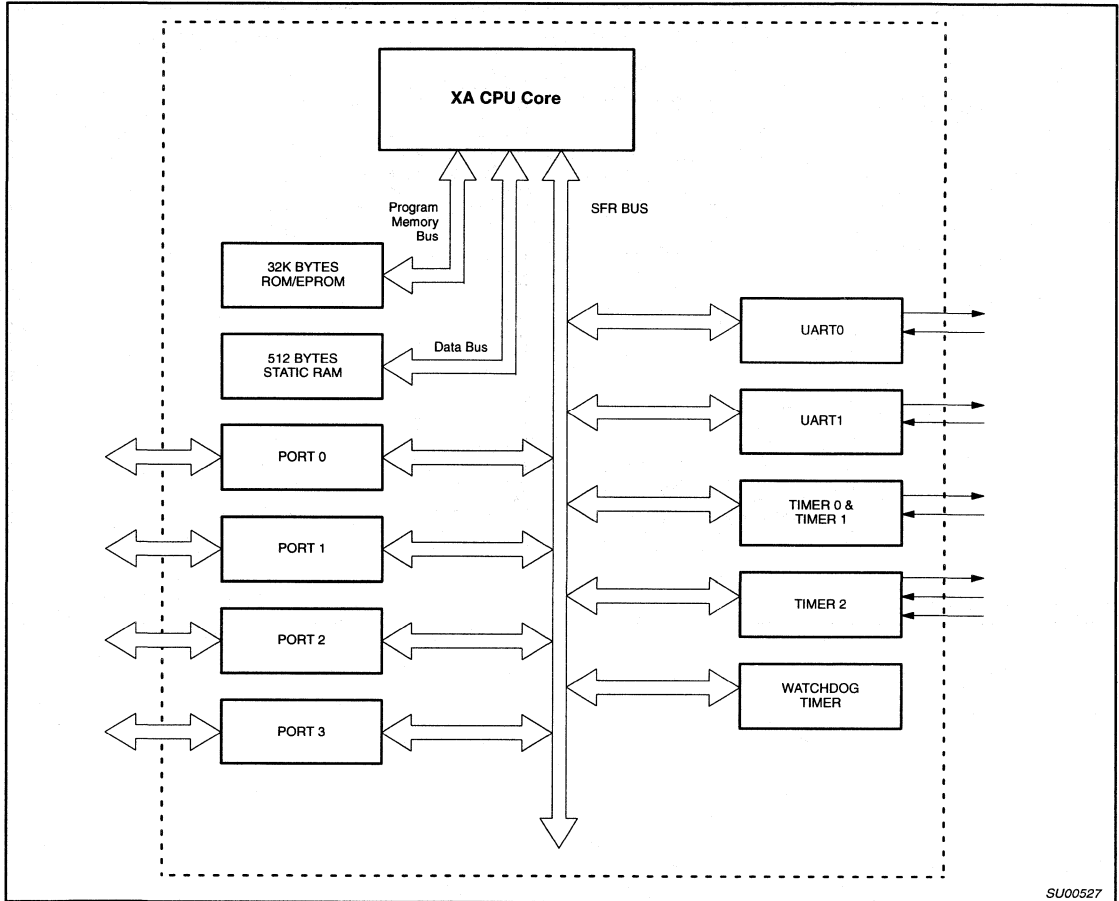 XA CPU Core
Program
Memory
Bus
SFR BUS
32K BYTES
ROM/EPROM
Data Bus
512 BYTES
STATIC RAM
PORT 0
PORT 1
PORT 2
PORT 3
UART0
UART1
TIMER 0 &
TIMER 1
TIMER 2
WATCHDOG
TIMER
SU00527